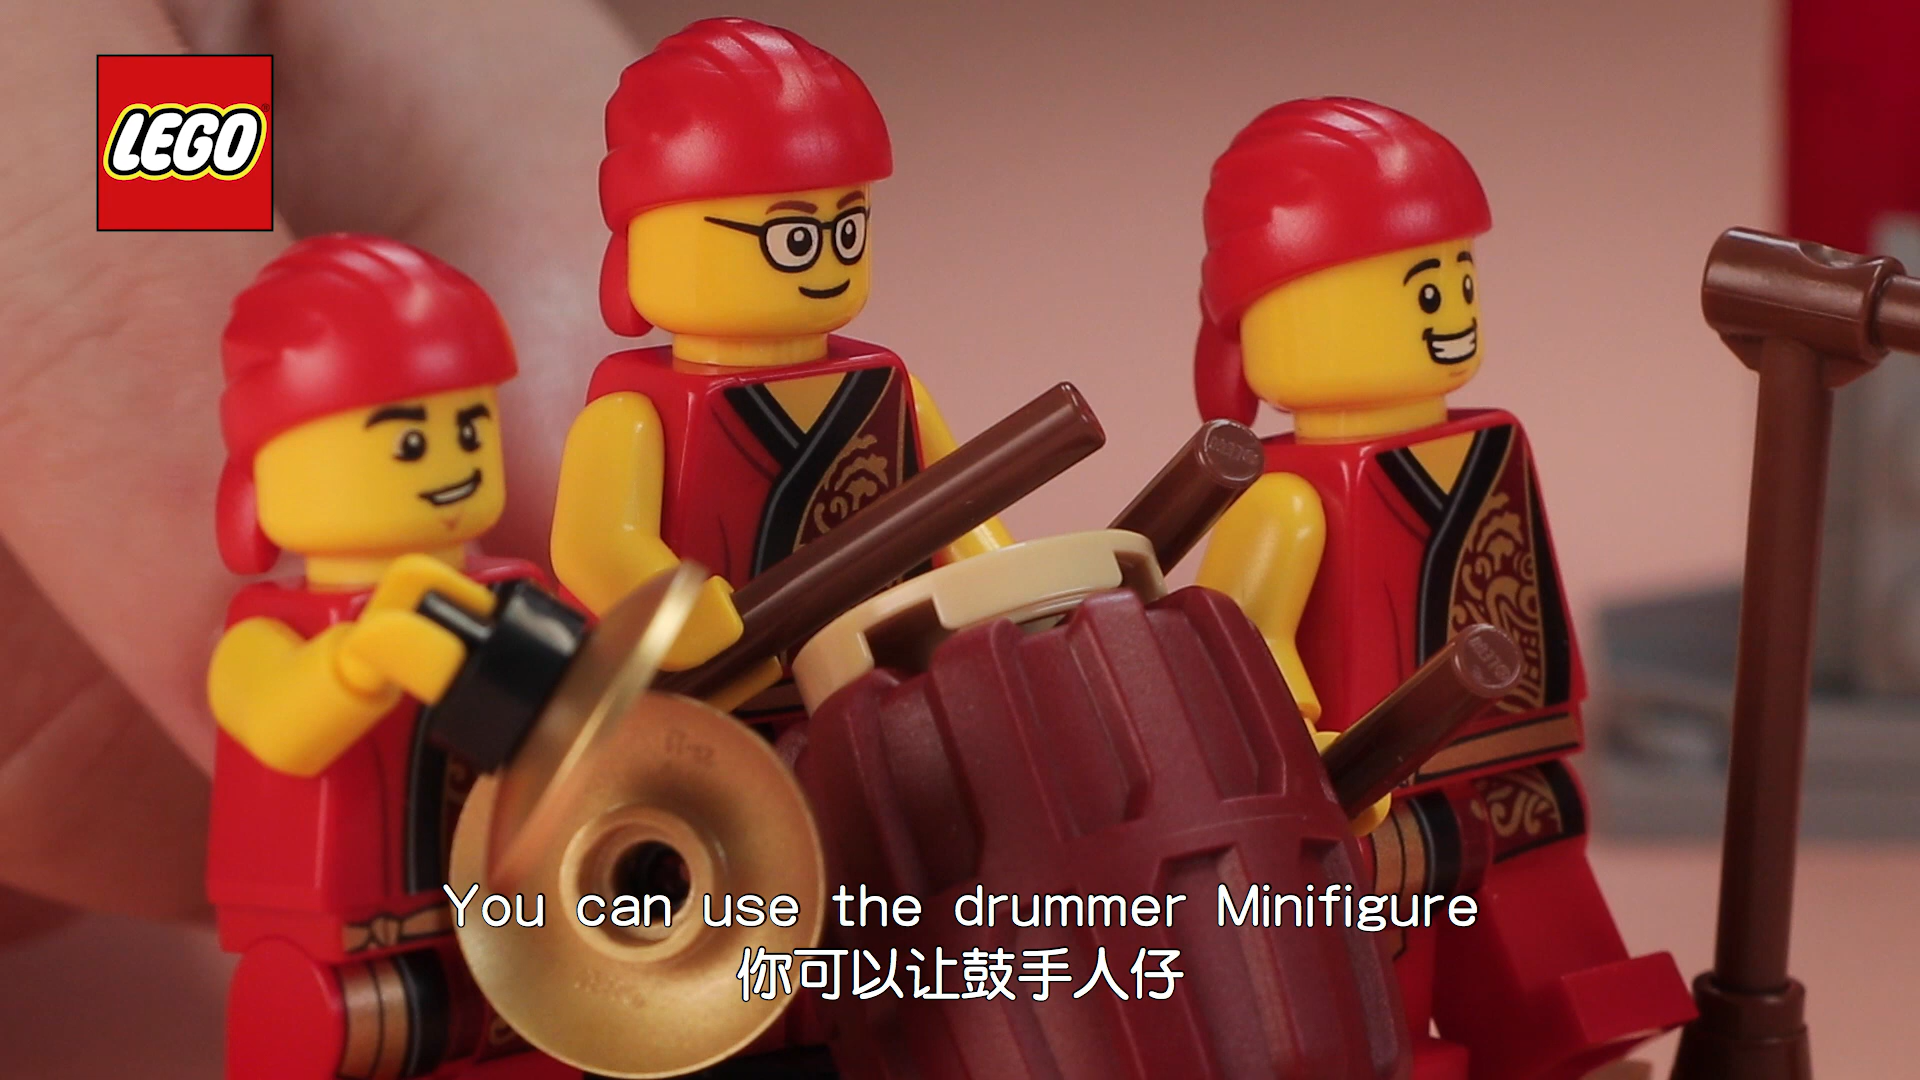 LEGO
You can use the drummer Minifigure
你可以让鼓手人仔